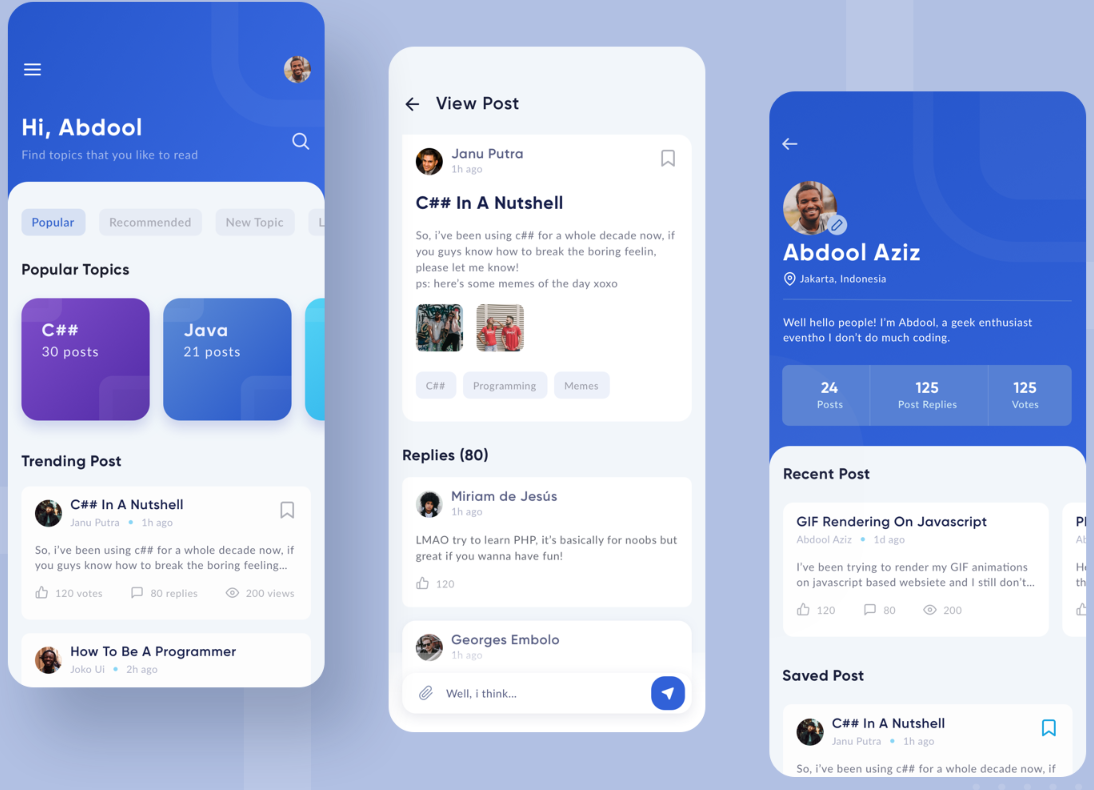 Hi, Abdool
Find topics that you like to read
Popular
Recommended
New Topic
L
Popular Topics
C##
30 posts
Java
21 posts
Trending Post
C## In A Nutshell
Janu Putra • 1h ago
So, i've been using c## for a whole decade now, if
you guys know how to break the boring feeling...
120 votes
80 replies
200 views
How To Be A Programmer
Joko Ui • 2h ago
View Post
Janu Putra
1h ago
C## In A Nutshell
So, i've been using c## for a whole decade now, if
you guys know how to break the boring feelin,
please let me know!
ps: here's some memes of the day xoxo
C##
Programming
Memes
Replies (80)
Miriam de Jesús
1h ago
LMAO try to learn PHP, it's basically for noobs but
great if you wanna have fun!
120
Georges Embolo
1h ago
Well, i think...
Abdool Aziz
Jakarta, Indonesia
Well hello people! I'm Abdool, a geek enthusiast
eventho I don't do much coding.
24
Posts
125
Post Replies
125
Votes
Recent Post
GIF Rendering On Javascript
Abdool Aziz • 1d ago
I've been trying to render my GIF animations
on javascript based websiete and I still don't...
120
80
200
Saved Post
C## In A Nutshell
Janu Putra • 1h ago
So, i've been using c## for a whole decade now, if